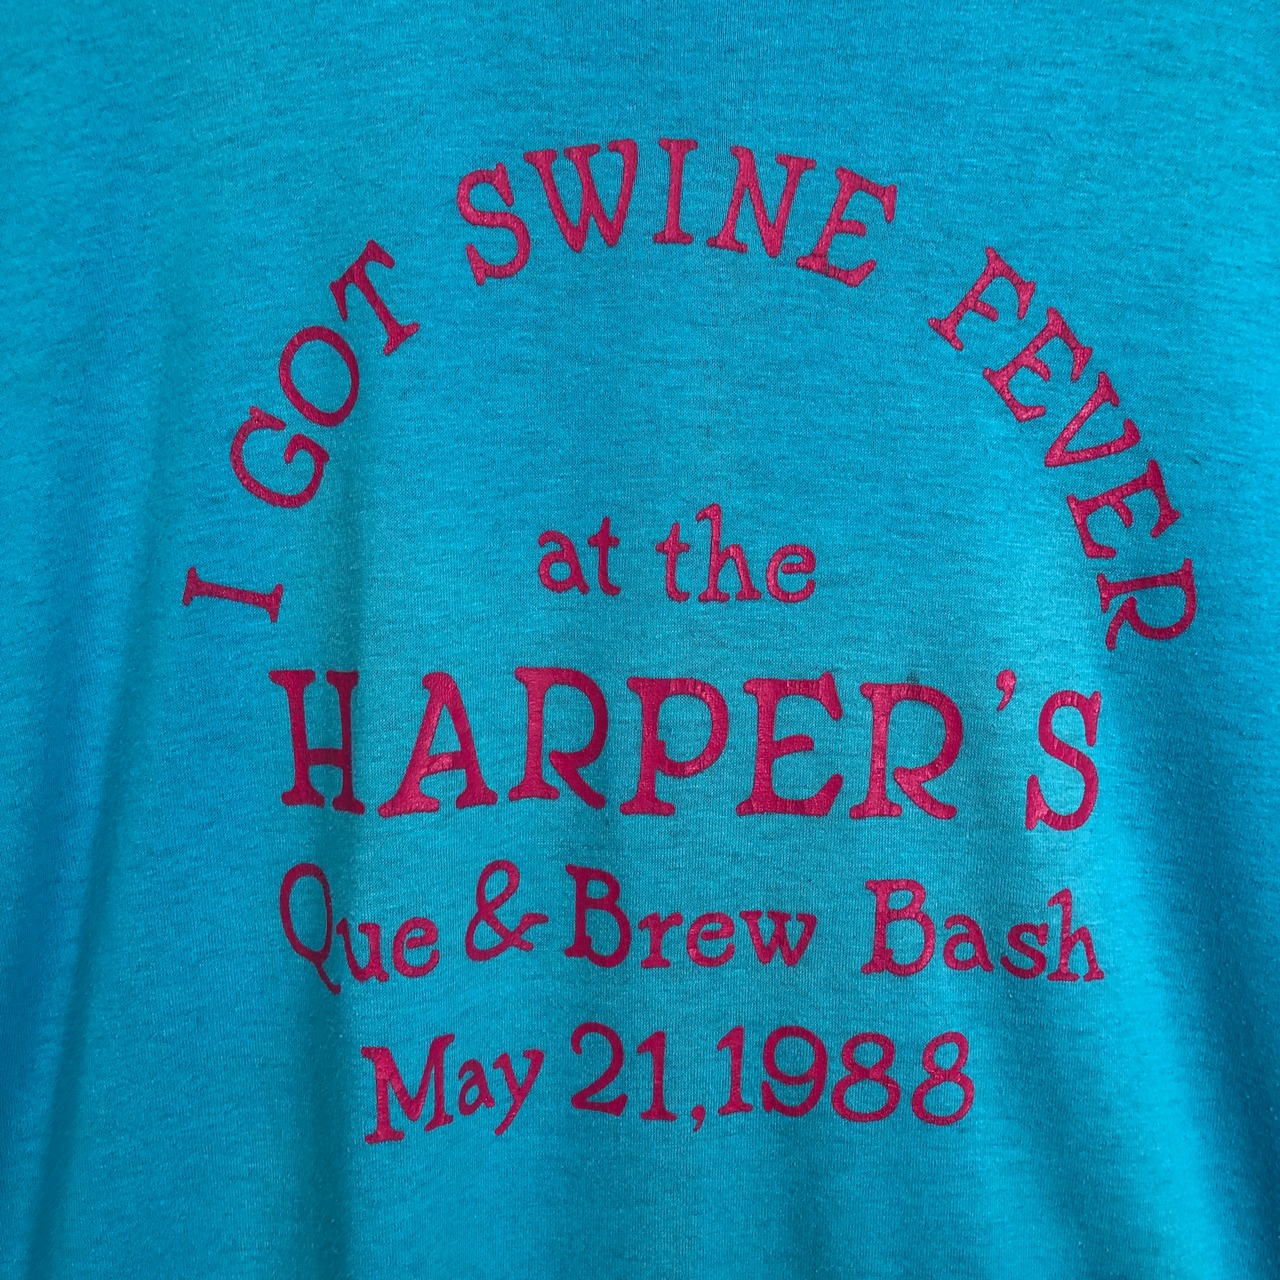 I GOT SWINE FEVER
at the
HARPER'S
Que & Brew Bash
May 21, 1988